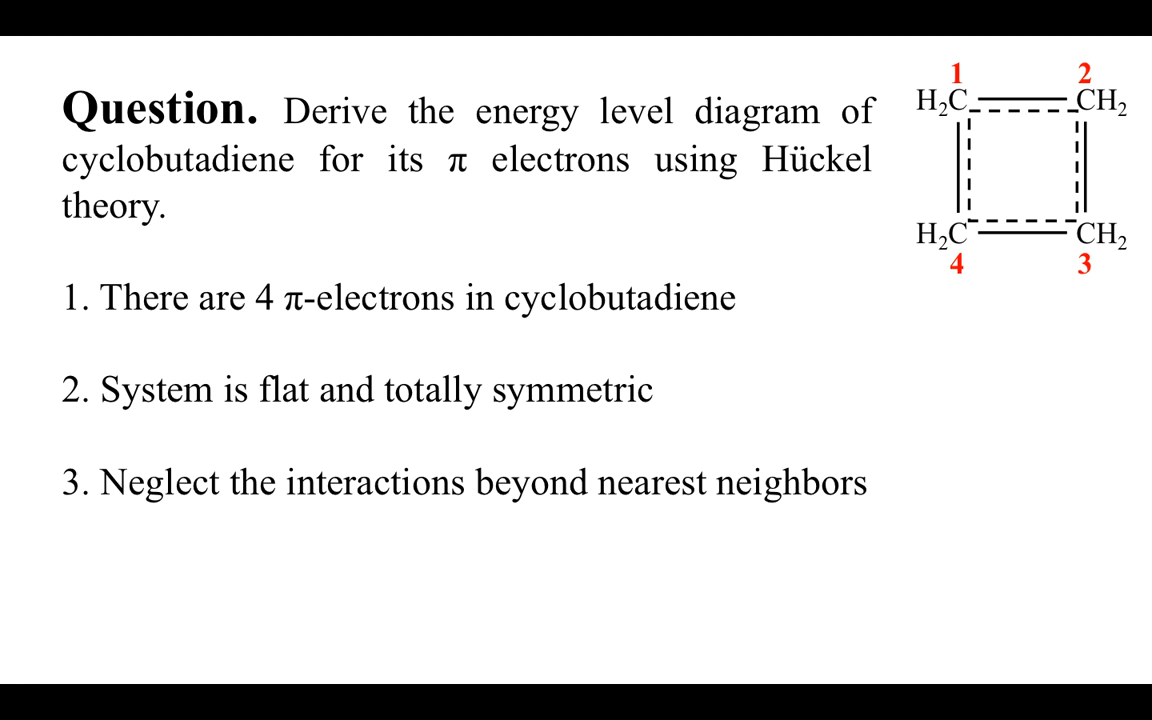 1 2
H₂C CH₂
Question. Derive the energy level diagram of
cyclobutadiene for its π electrons using Hückel
theory.
H₂C CH₂
4 3
1. There are 4 π-electrons in cyclobutadiene
2. System is flat and totally symmetric
3. Neglect the interactions beyond nearest neighbors